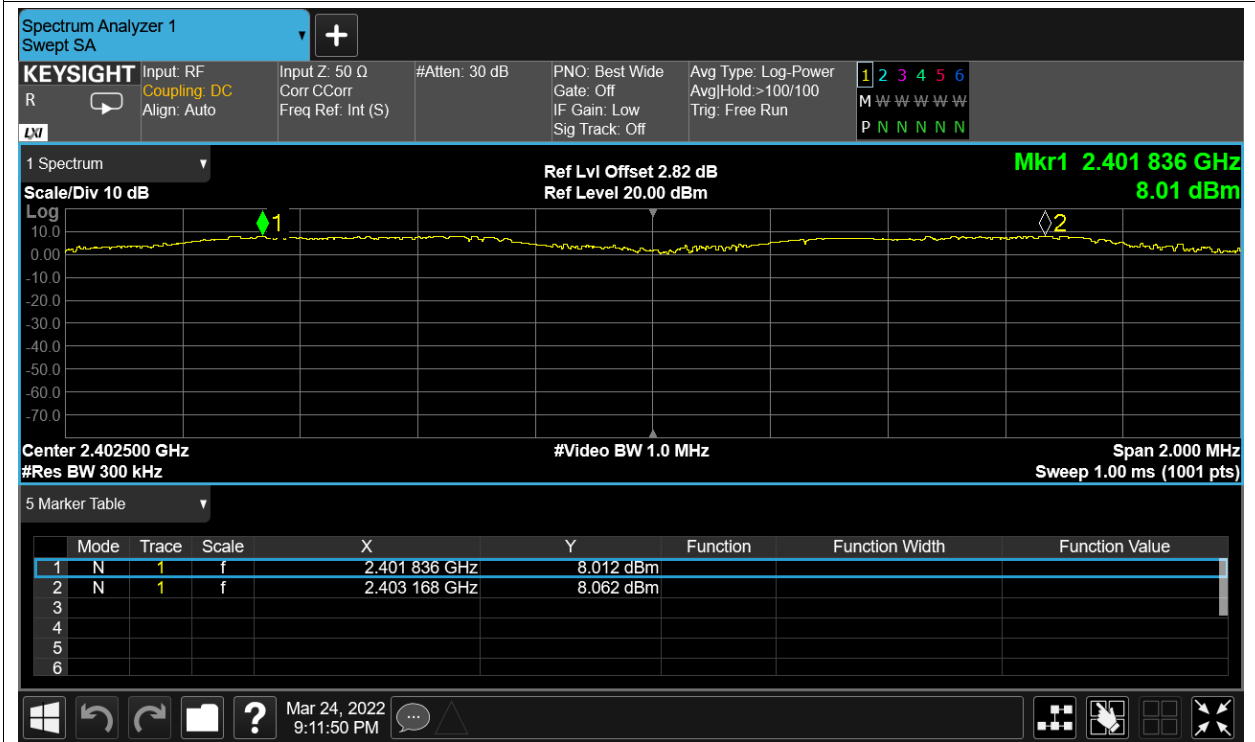 Spectrum Analyzer 1
Swept SA
KEYSIGHT
R
LXI
Input: RF
Coupling: DC
Align: Auto
Input Z: 50 Ω
Corr CCorr
Freq Ref: Int (S)
#Atten: 30 dB
PNO: Best Wide
Gate: Off
IF Gain: Low
Sig Track: Off
Avg Type: Log-Power
Avg|Hold:>100/100
Trig: Free Run
1 2 3 4 5 6
M W W W W W
P N N N N N
1 Spectrum
Scale/Div 10 dB
Ref Lvl Offset 2.82 dB
Ref Level 20.00 dBm
Mkr1 2.401 836 GHz
8.01 dBm
Log
1
2
10.0
0.00
-10.0
-20.0
-30.0
-40.0
-50.0
-60.0
-70.0
Center 2.402500 GHz
#Video BW 1.0 MHz
Span 2.000 MHz
#Res BW 300 kHz
Sweep 1.00 ms (1001 pts)
5 Marker Table
Mode Trace Scale X Y Function Function Width Function Value
1 N 1 f 2.401 836 GHz 8.012 dBm
2 N 1 f 2.403 168 GHz 8.062 dBm
3
4
5
6
?
Mar 24, 2022
9:11:50 PM